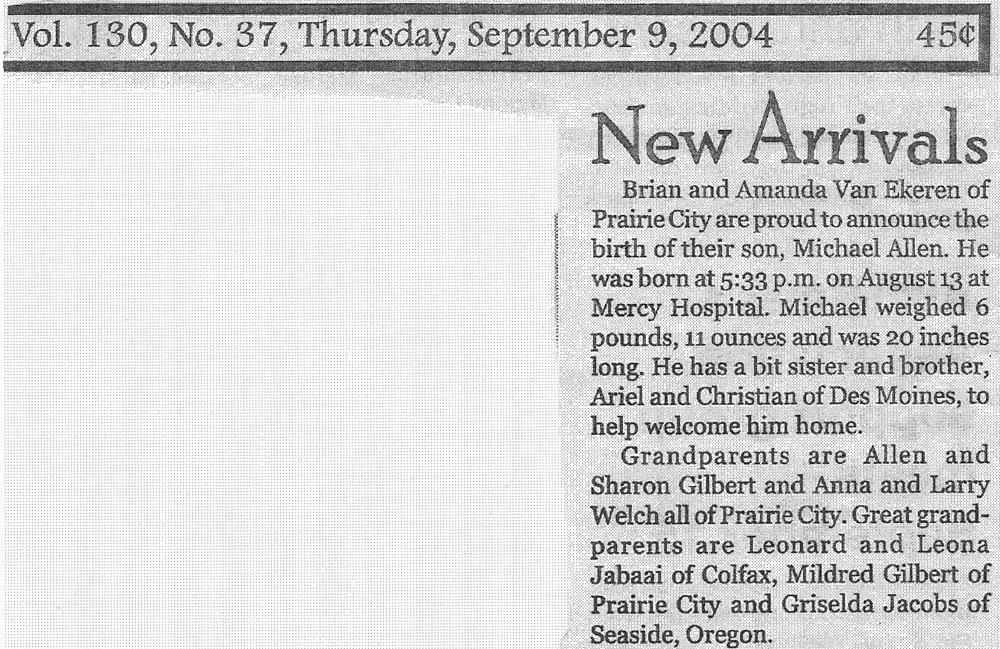 Vol. 130, No. 37, Thursday, September 9, 2004 45¢
New Arrivals
Brian and Amanda Van Ekeren of
Prairie City are proud to announce the
birth of their son, Michael Allen. He
was born at 5:33 p.m. on August 13 at
Mercy Hospital. Michael weighed 6
pounds, 11 ounces and was 20 inches
long. He has a bit sister and brother,
Ariel and Christian of Des Moines, to
help welcome him home.
Grandparents are Allen and
Sharon Gilbert and Anna and Larry
Welch all of Prairie City. Great grand-
parents are Leonard and Leona
Jabaai of Colfax, Mildred Gilbert of
Prairie City and Griselda Jacobs of
Seaside, Oregon.